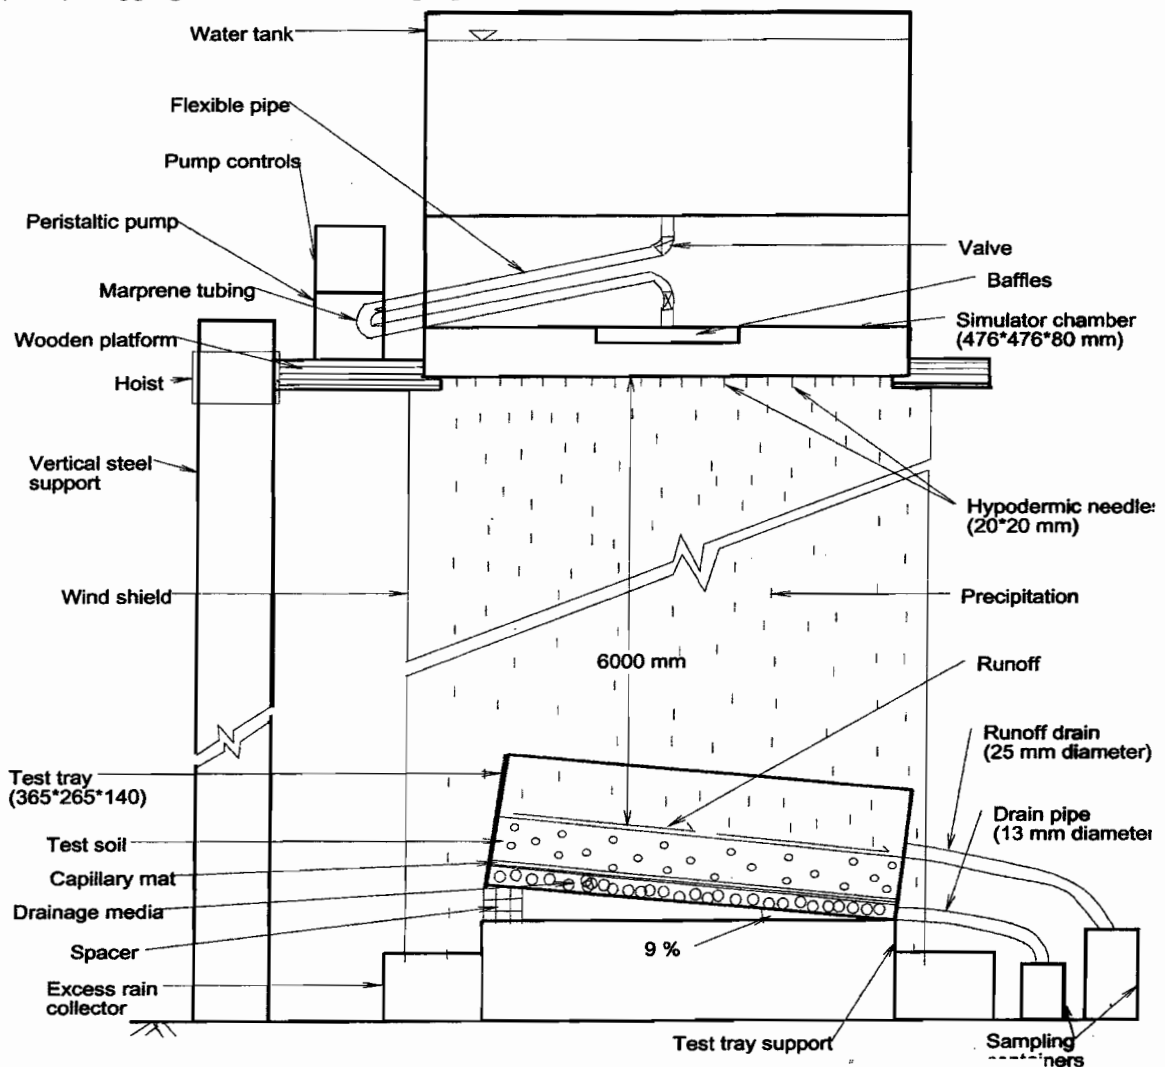 Water tank
Flexible pipe
Pump controls
Peristaltic pump
Marprene tubing
Wooden platform
Hoist
Vertical steel
support
Wind shield
Test tray
(365*265*140)
Test soil
Capillary mat
Drainage media
Spacer
Excess rain
collector
6000 mm
9 %
Valve
Baffles
Simulator chamber
(476*476*80 mm)
Hypodermic needles
(20*20 mm)
Precipitation
Runoff
Runoff drain
(25 mm diameter)
Drain pipe
(13 mm diameter
Test tray support
Sampling